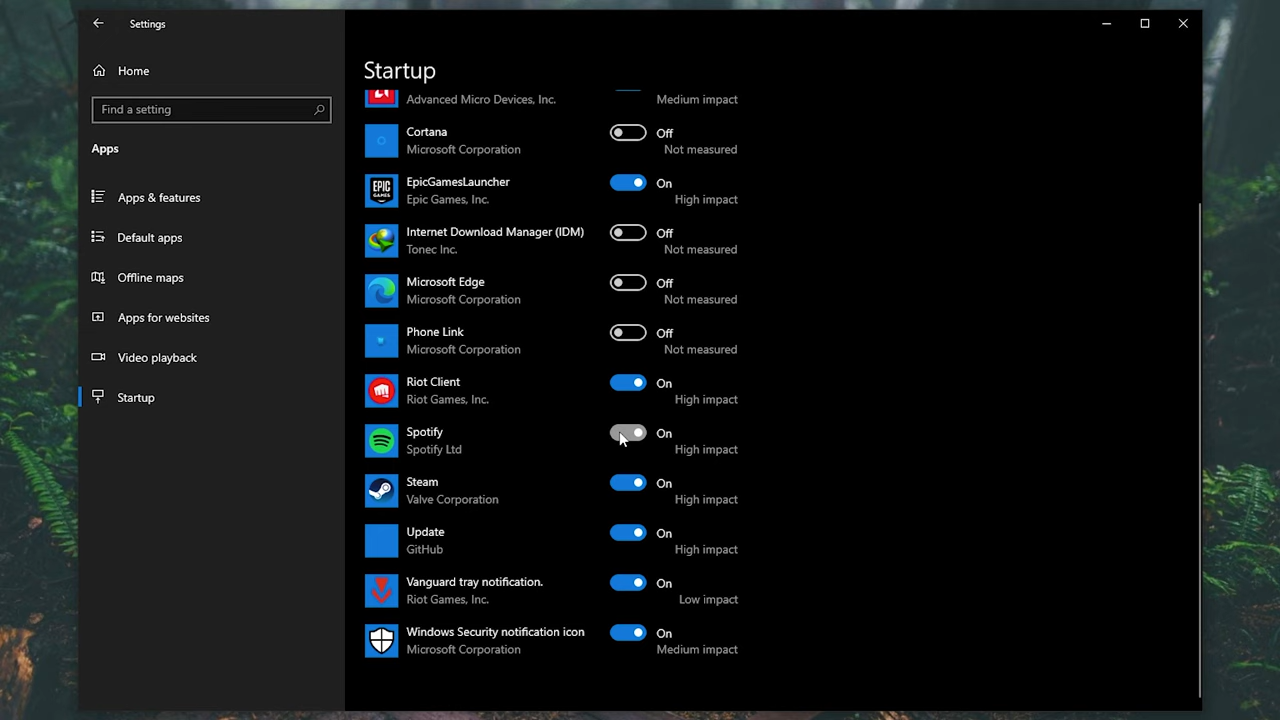 Settings
Home
Find a setting
Apps
Apps & features
Default apps
Offline maps
Apps for websites
Video playback
Startup
Startup
Advanced Micro Devices, Inc.
Medium impact
Cortana
Off
Microsoft Corporation
Not measured
EpicGamesLauncher
On
Epic Games, Inc.
High impact
EPIC
GAMES
Internet Download Manager (IDM)
Off
Tonec Inc.
Not measured
Microsoft Edge
Off
Microsoft Corporation
Not measured
Phone Link
Off
Microsoft Corporation
Not measured
Riot Client
On
Riot Games, Inc.
High impact
Spotify
On
Spotify Ltd
High impact
Steam
On
Valve Corporation
High impact
Update
On
GitHub
High impact
Vanguard tray notification.
On
Riot Games, Inc.
Low impact
Windows Security notification icon
On
Microsoft Corporation
Medium impact